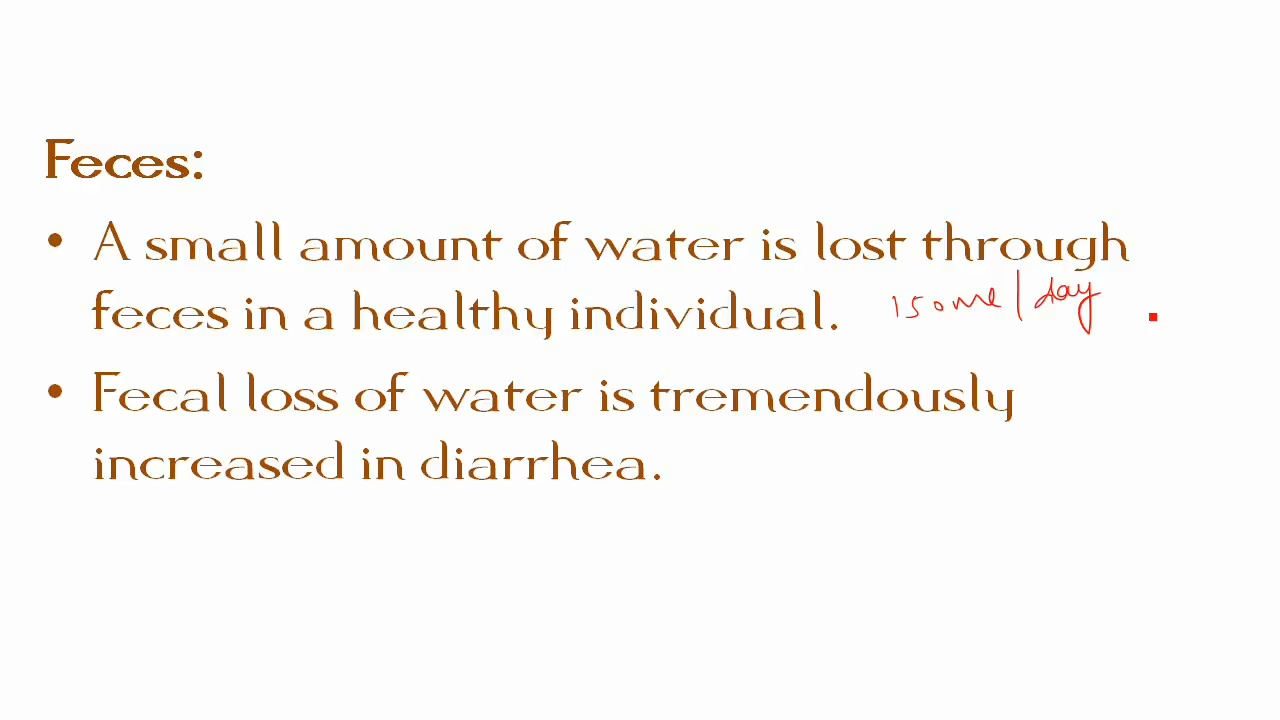 Feces:
• A small amount of water is lost through
feces in a healthy individual. 150ml/day
• Fecal loss of water is tremendously
increased in diarrhea.